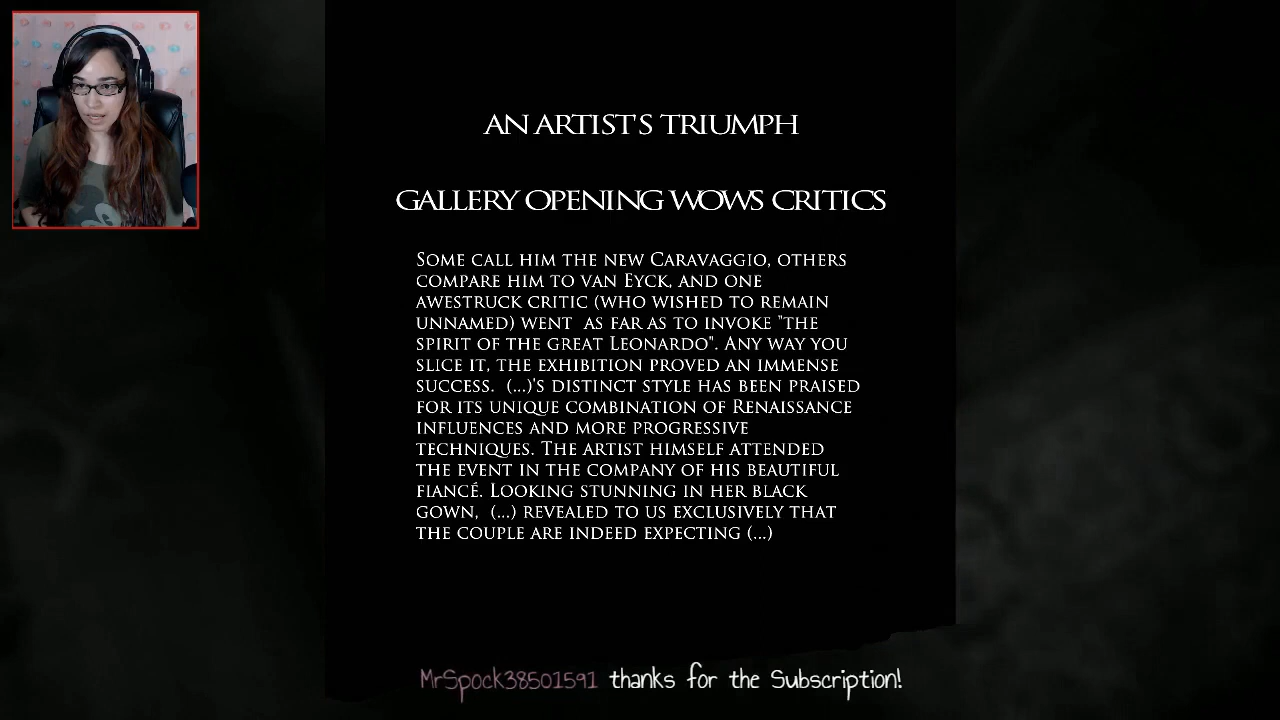 AN ARTIST'S TRIUMPH
GALLERY OPENING WOWS CRITICS
SOME CALL HIM THE NEW CARAVAGGIO, OTHERS
COMPARE HIM TO VAN EYCK, AND ONE
AWESTRUCK CRITIC (WHO WISHED TO REMAIN
UNNAMED) WENT AS FAR AS TO INVOKE "THE
SPIRIT OF THE GREAT LEONARDO". ANY WAY YOU
SLICE IT, THE EXHIBITION PROVED AN IMMENSE
SUCCESS. (...)'S DISTINCT STYLE HAS BEEN PRAISED
FOR ITS UNIQUE COMBINATION OF RENAISSANCE
INFLUENCES AND MORE PROGRESSIVE
TECHNIQUES. THE ARTIST HIMSELF ATTENDED
THE EVENT IN THE COMPANY OF HIS BEAUTIFUL
FIANCÉ. LOOKING STUNNING IN HER BLACK
GOWN, (...) REVEALED TO US EXCLUSIVELY THAT
THE COUPLE ARE INDEED EXPECTING (...)
MrSpock38501591 thanks for the Subscription!